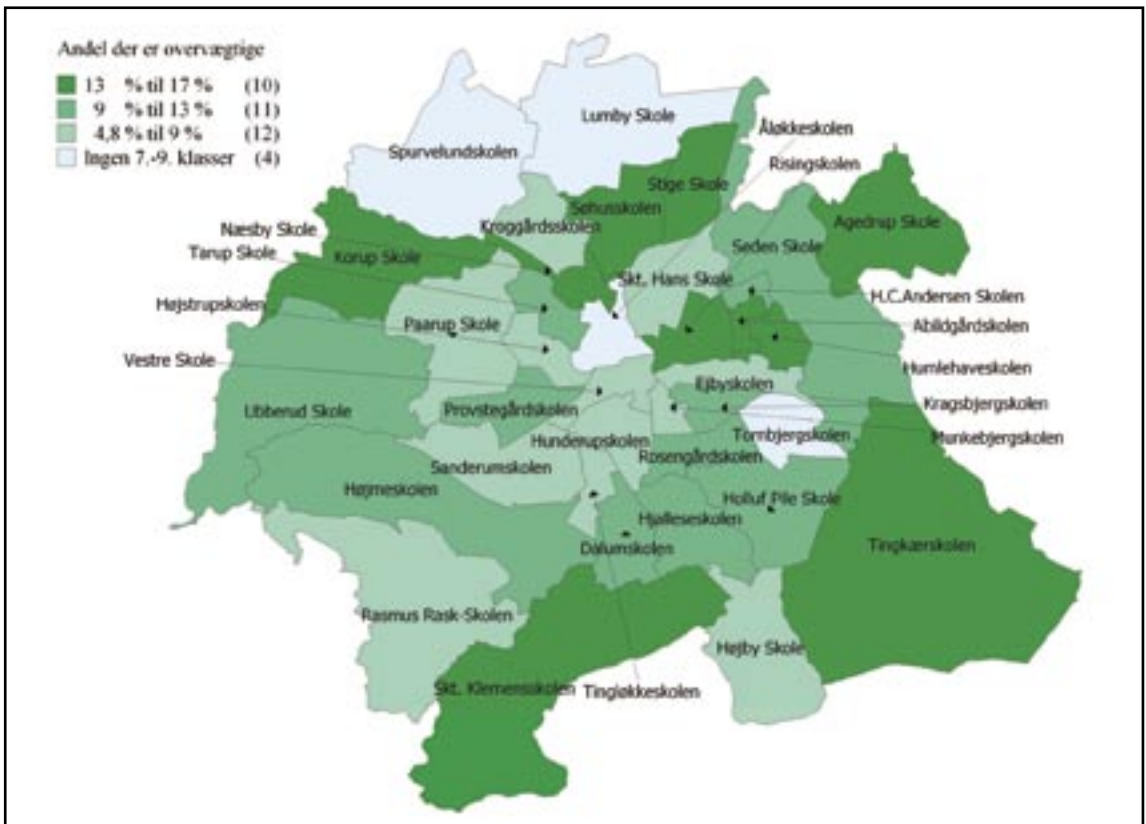 Andel der er overvægtige
13 % til 17 % (10)
9 % til 13 % (11)
4,8 % til 9 % (12)
Ingen 7.-9. klasser (4)
Lumby Skole
Spurvelundskolen
Åløkkeskolen
Risingskolen
Stige Skole
Søhusskolen
Agedrup Skole
Næsby Skole
Kroggårdsskolen
Tarup Skole
Korup Skole
Seden Skole
Skt. Hans Skole
H.C.Andersen Skolen
Højstrupskolen
Paarup Skole
Abildgårdskolen
Vestre Skole
Humlehaveskolen
Ejbyskolen
Kragsbjergskolen
Ubberud Skole
Provstegårdskolen
Hunderupskolen
Tornbjergskolen
Munkebjergskolen
Sanderumskolen
Rosengårdskolen
Højmeskolen
Holluf Pile Skole
Hjalleseskolen
Dalumskolen
Tingkærskolen
Rasmus Rask-Skolen
Højby Skole
Skt. Klemensskolen
Tingløkkeskolen